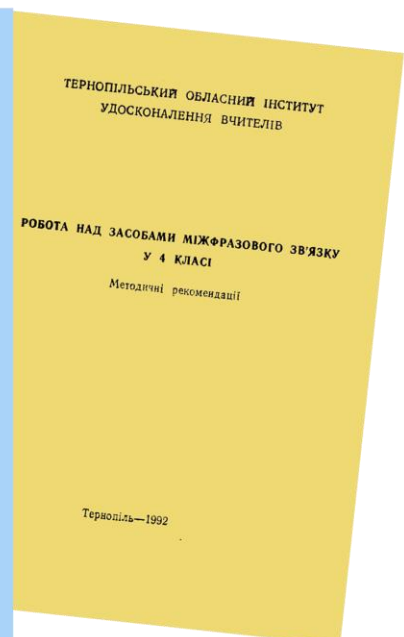 ТЕРНОПІЛЬСЬКИЙ ОБЛАСНИЙ ІНСТИТУТ
УДОСКОНАЛЕННЯ ВЧИТЕЛІВ
РОБОТА НАД ЗАСОБАМИ МІЖФРАЗОВОГО ЗВ'ЯЗКУ
У 4 КЛАСІ
Методичні рекомендації
Тернопіль—1992